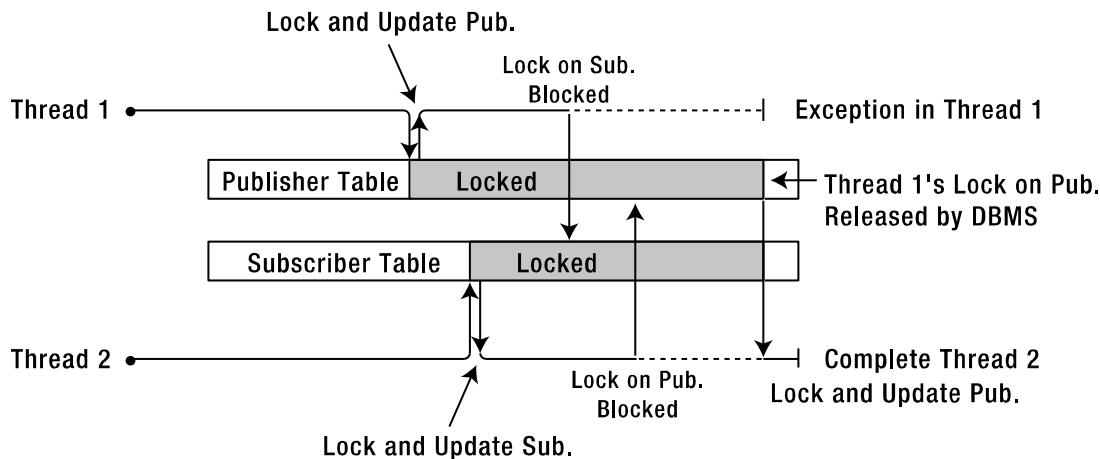 Lock and Update Pub.
Lock on Sub.
Blocked
Thread 1
Exception in Thread 1
Publisher Table
Locked
Thread 1's Lock on Pub.
Released by DBMS
Subscriber Table
Locked
Thread 2
Complete Thread 2
Lock on Pub.
Blocked
Lock and Update Pub.
Lock and Update Sub.